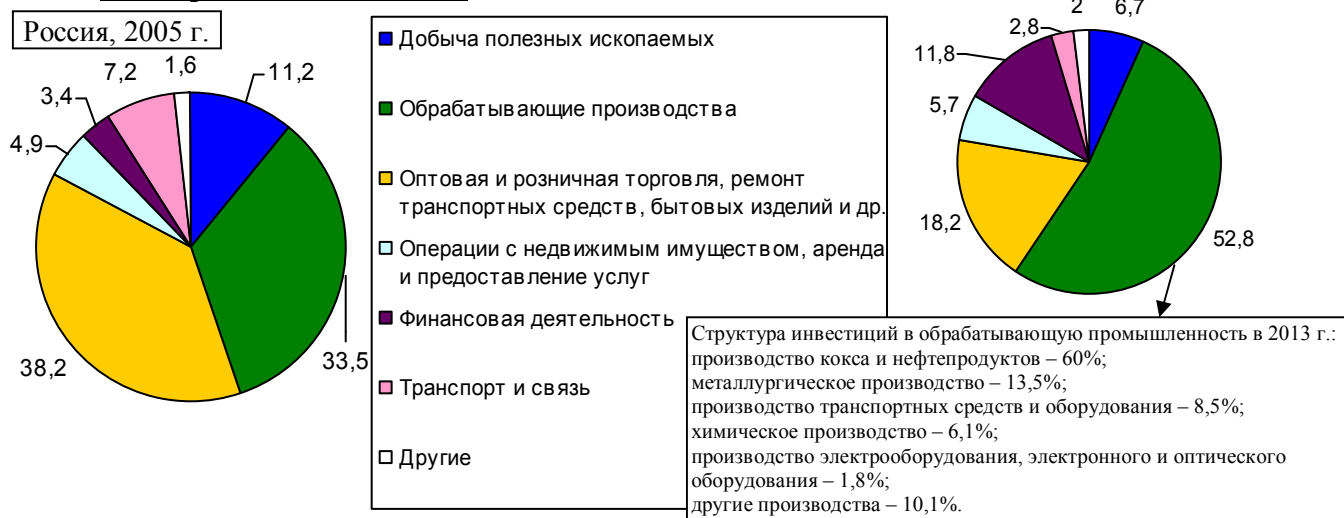 Россия, 2005 г.
11,2
33,5
38,2
4,9
3,4
7,2
1,6
Добыча полезных ископаемых
Обрабатывающие производства
Оптовая и розничная торговля, ремонт
транспортных средств, бытовых изделий и др.
Операции с недвижимым имуществом, аренда
и предоставление услуг
Финансовая деятельность
Транспорт и связь
Другие
6,7
52,8
18,2
5,7
11,8
2,8
2
Структура инвестиций в обрабатывающую промышленность в 2013 г.:
производство кокса и нефтепродуктов – 60%;
металлургическое производство – 13,5%;
производство транспортных средств и оборудования – 8,5%;
химическое производство – 6,1%;
производство электрооборудования, электронного и оптического
оборудования – 1,8%;
другие производства – 10,1%.